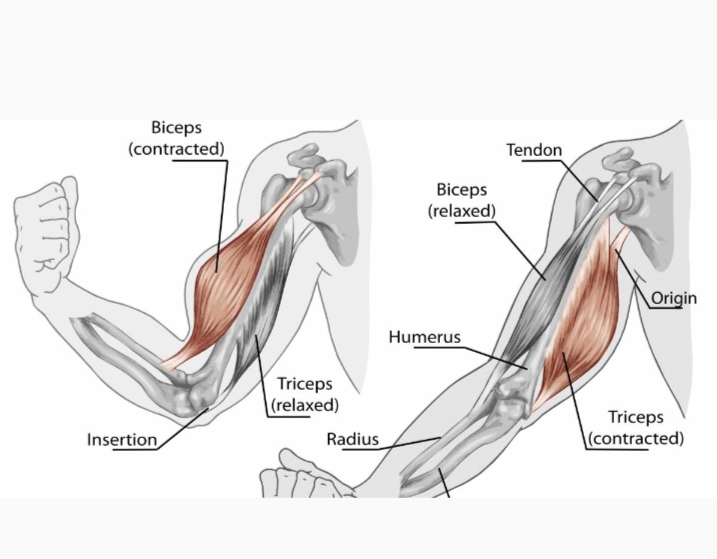 Biceps
(contracted)
Tendon
Biceps
(relaxed)
Origin
Humerus
Triceps
(relaxed)
Triceps
(contracted)
Insertion
Radius